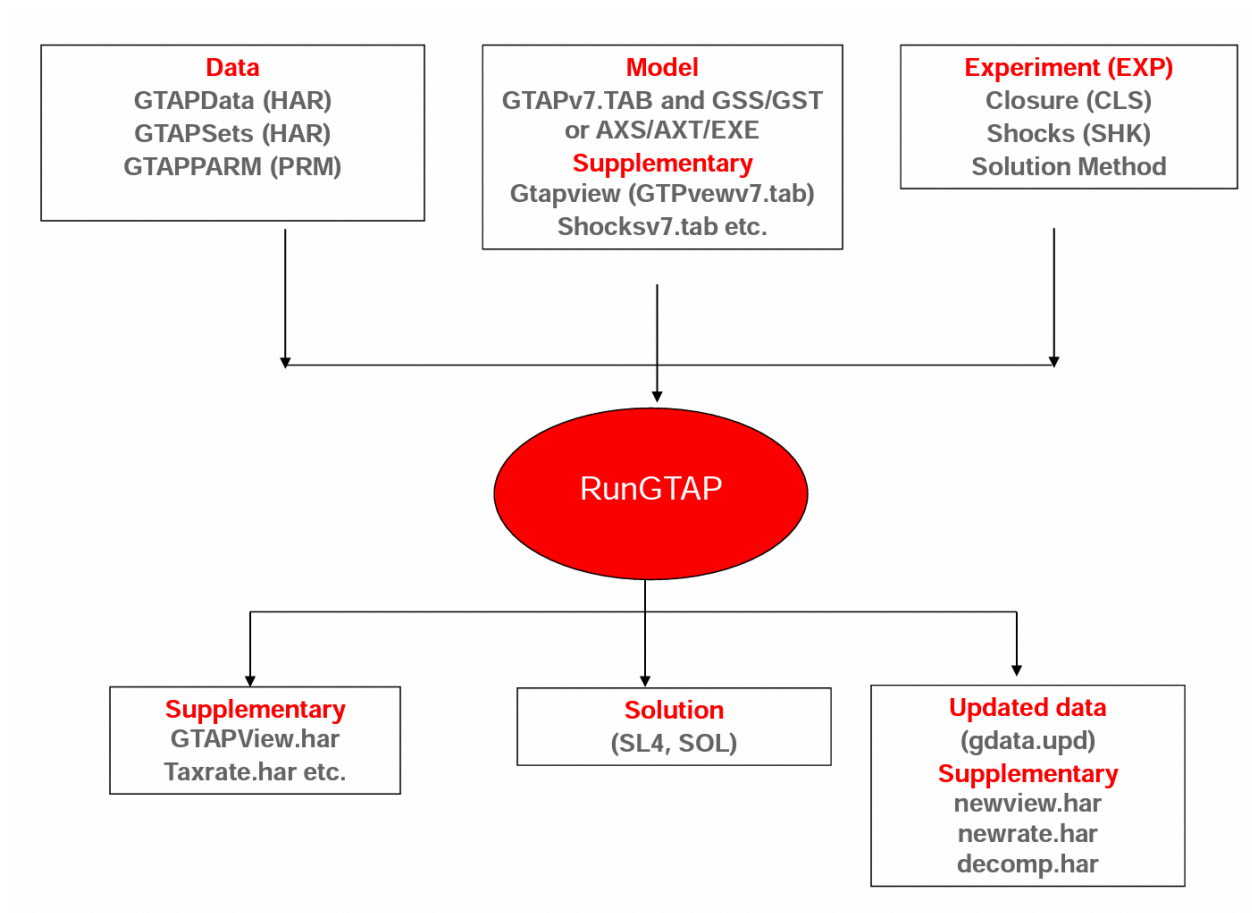 Data
GTAPData (HAR)
GTAPSets (HAR)
GTAPPARM (PRM)
Model
GTAPv7.TAB and GSS/GST
or AXS/AXT/EXE
Supplementary
Gtapview (GTPvewv7.tab)
Shocksv7.tab etc.
Experiment (EXP)
Closure (CLS)
Shocks (SHK)
Solution Method
RunGTAP
Supplementary
GTAPView.har
Taxrate.har etc.
Solution
(SL4, SOL)
Updated data
(gdata.upd)
Supplementary
newview.har
newrate.har
decomp.har